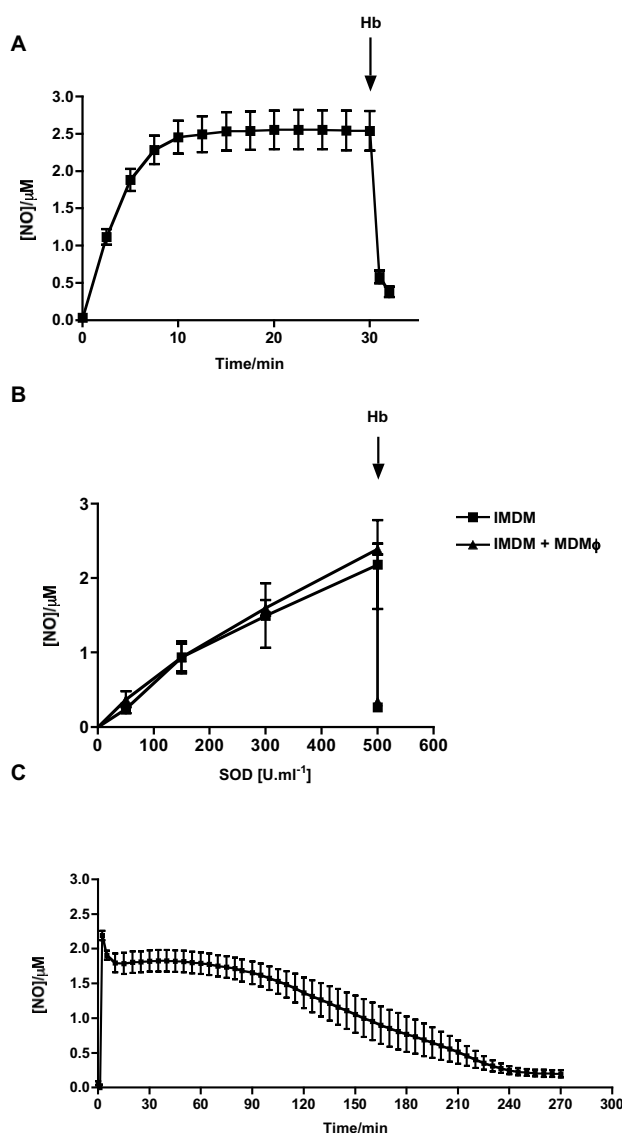 A
Hb
[NO]/μM
3.0
2.5
2.0
1.5
1.0
0.5
0.0
0 10 20 30
Time/min
B
Hb
[NO]/μM
3
2
1
0
0 100 200 300 400 500 600
SOD [U.ml⁻¹]
IMDM
IMDM + MDMϕ
C
[NO]/μM
3.0
2.5
2.0
1.5
1.0
0.5
0.0
0 30 60 90 120 150 180 210 240 270 300
Time/min